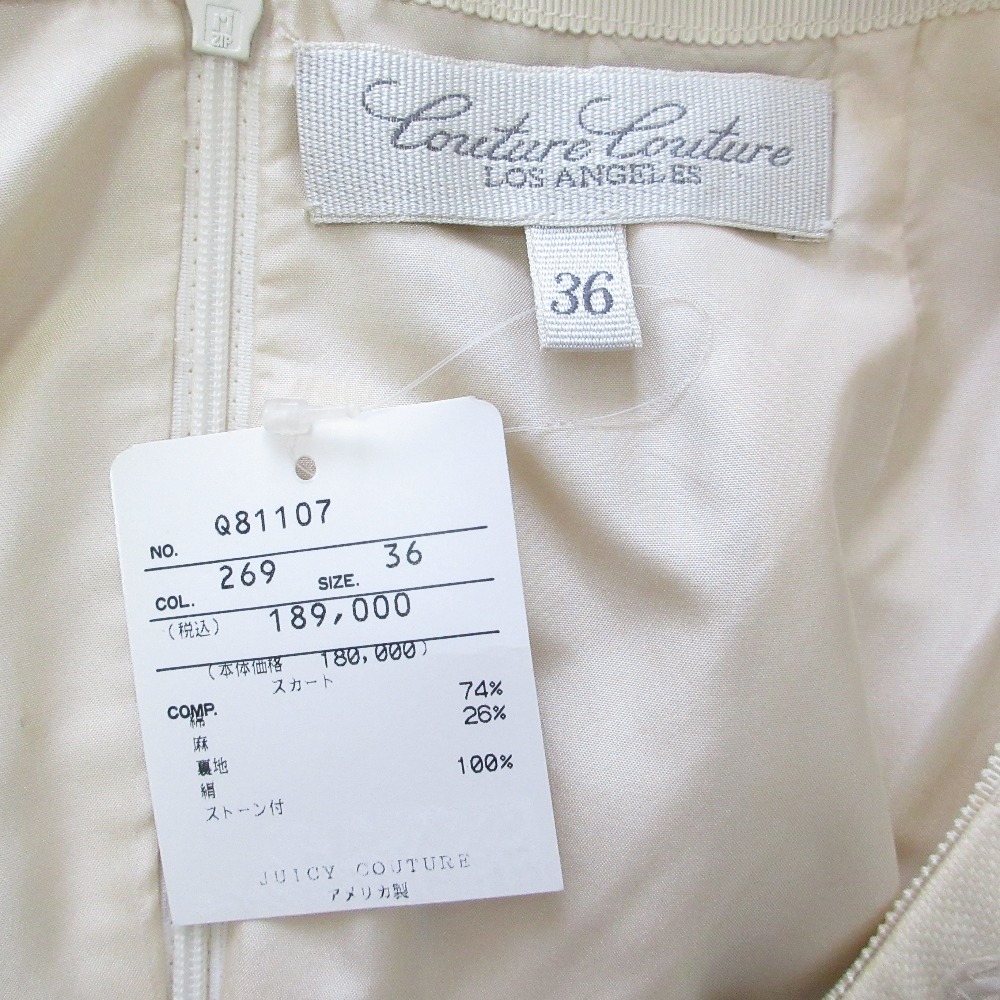 M
ZIP
Couture Couture
LOS ANGELES
36
NO. Q81107
COL. 269 SIZE. 36
(税込) 189,000
(本体価格 180,000)
スカート
COMP. 74%
綿 26%
麻
裏地 100%
絹
ストーン付
JUICY COUTURE
アメリカ製